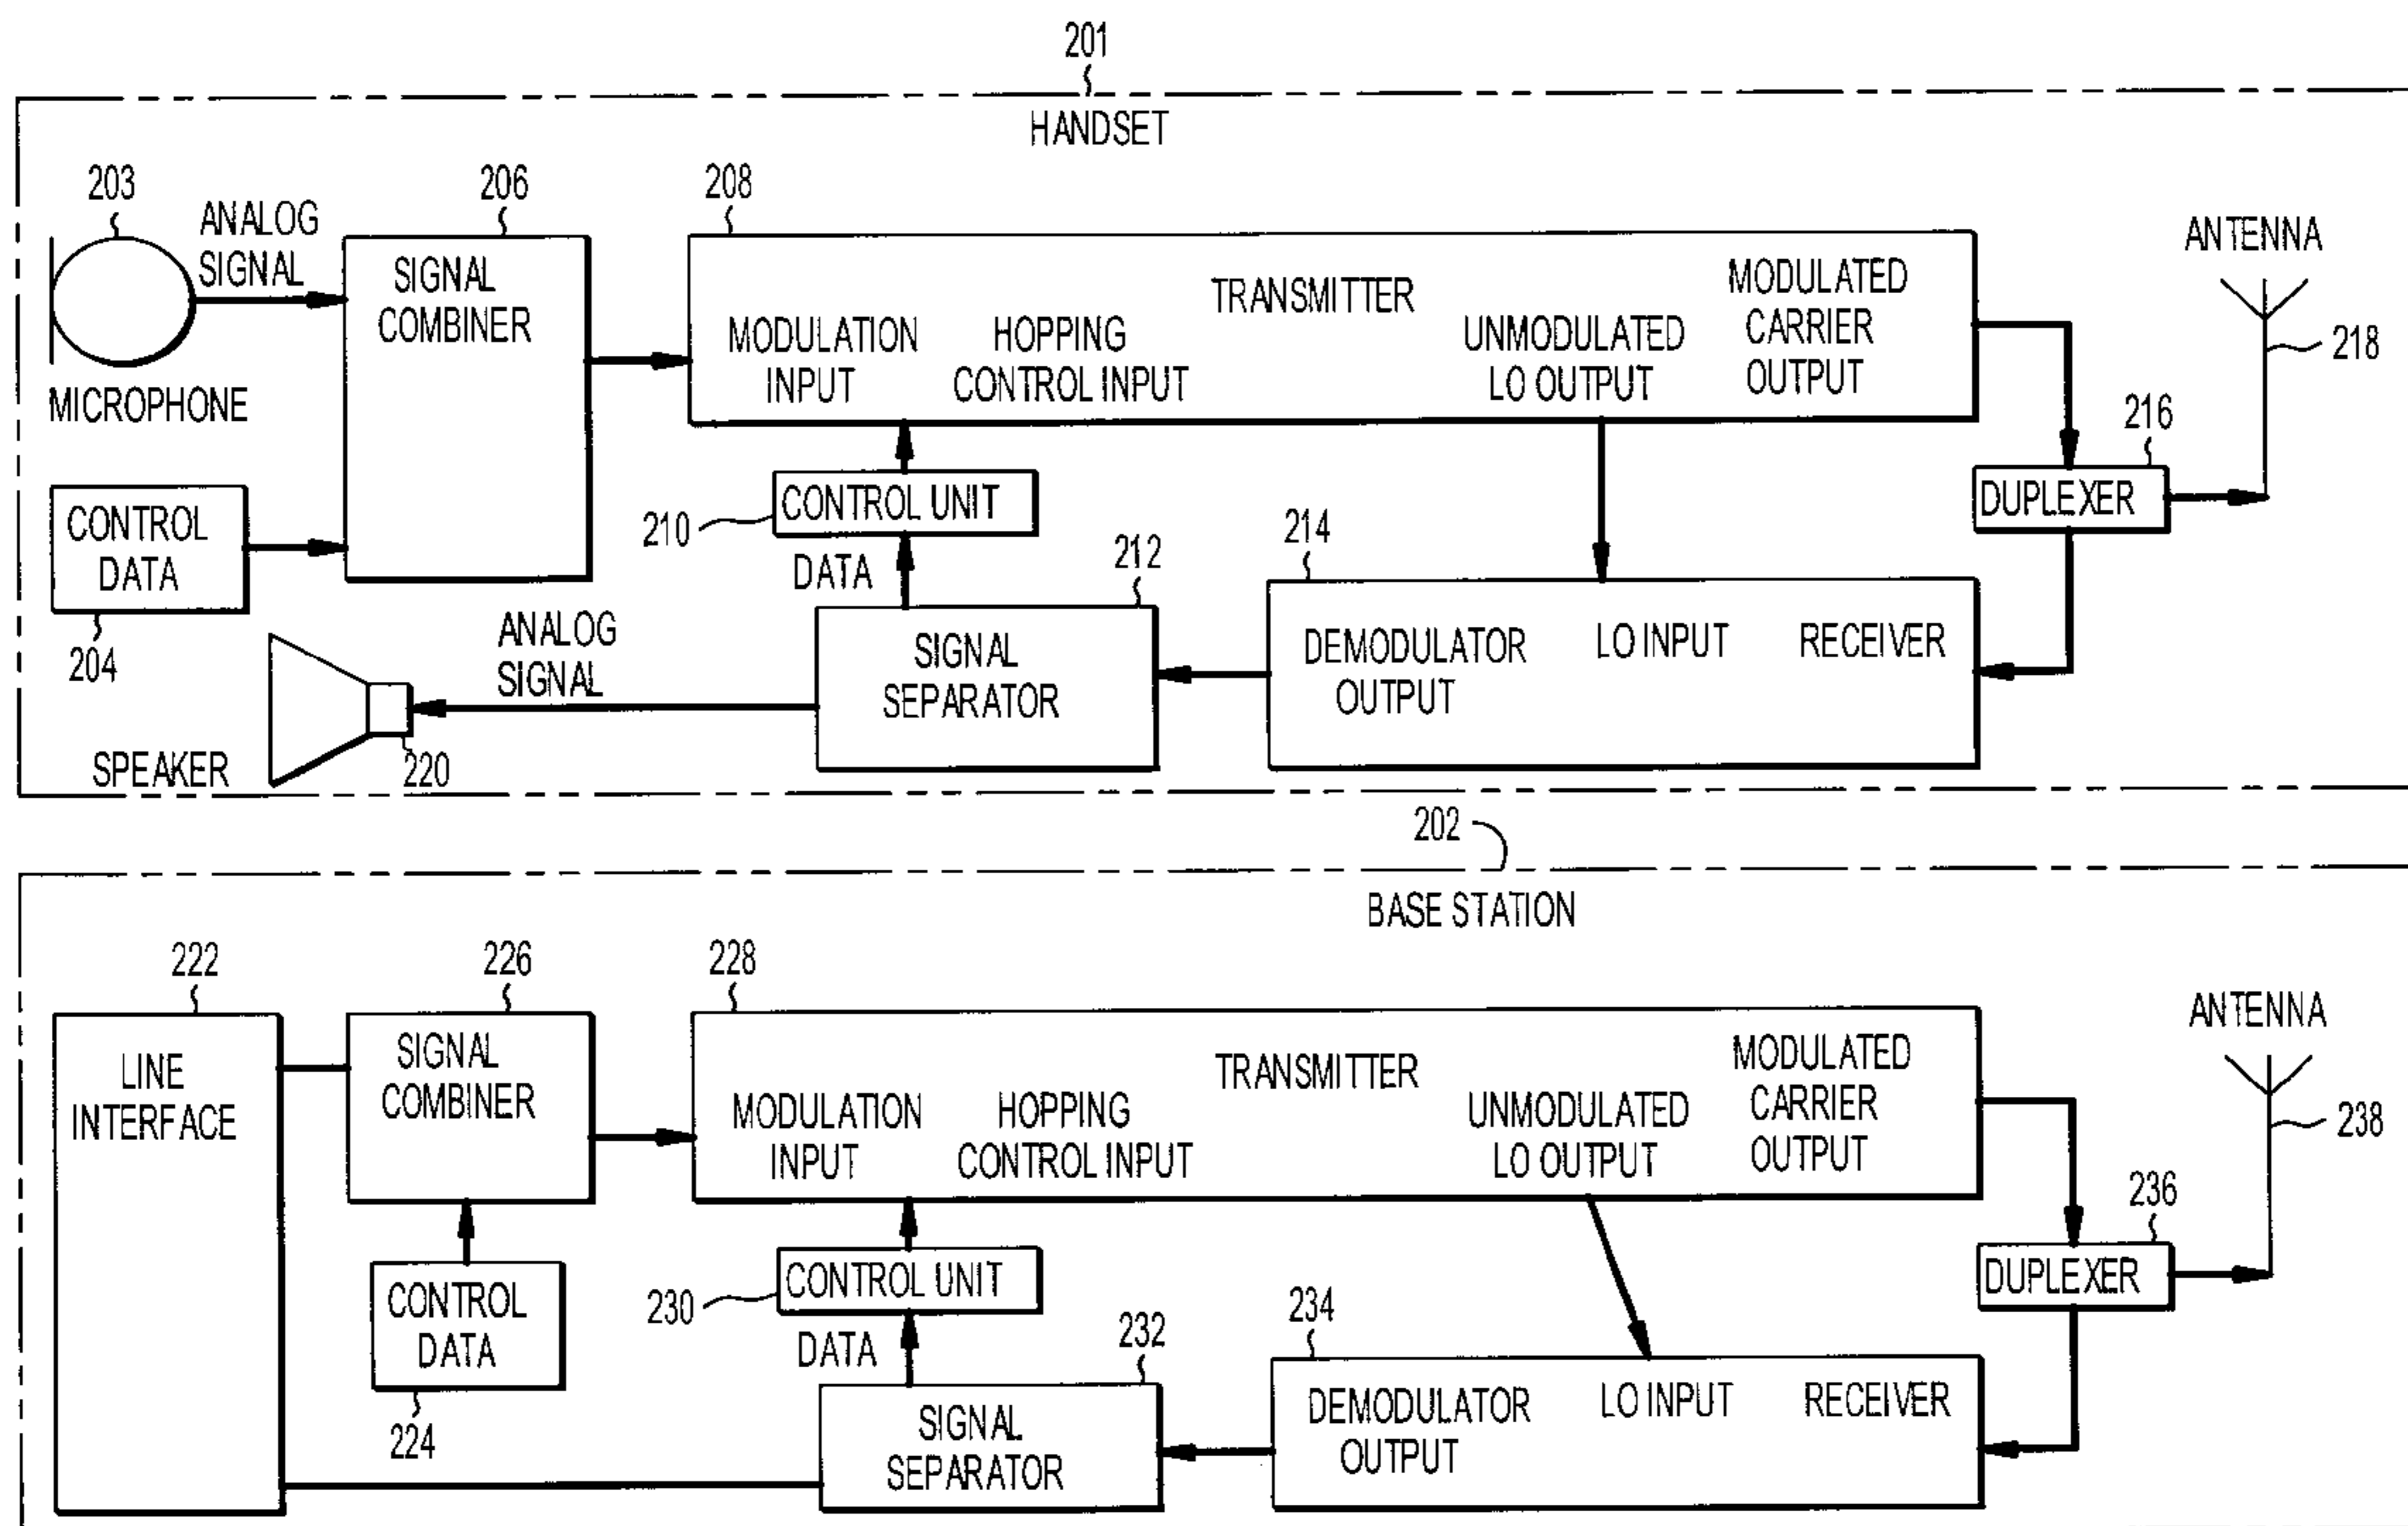 201
HANDSET
203
ANALOG
SIGNAL
206
208
SIGNAL
COMBINER
TRANSMITTER
MODULATION
INPUT
HOPPING
CONTROL INPUT
UNMODULATED
LO OUTPUT
MODULATED
CARRIER
OUTPUT
ANTENNA
218
MICROPHONE
216
DUPLEXER
CONTROL
DATA
204
210
CONTROL UNIT
DATA
212
214
ANALOG
SIGNAL
SIGNAL
SEPARATOR
DEMODULATOR
OUTPUT
LO INPUT
RECEIVER
SPEAKER
220
202
BASE STATION
222
226
228
LINE
INTERFACE
SIGNAL
COMBINER
TRANSMITTER
MODULATION
INPUT
HOPPING
CONTROL INPUT
UNMODULATED
LO OUTPUT
MODULATED
CARRIER
OUTPUT
ANTENNA
238
236
DUPLEXER
CONTROL
DATA
224
230
CONTROL UNIT
DATA
232
234
SIGNAL
SEPARATOR
DEMODULATOR
OUTPUT
LO INPUT
RECEIVER